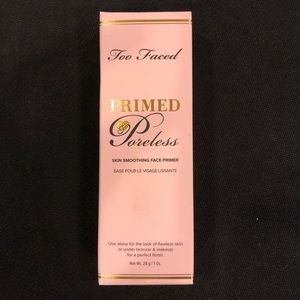 Too Faced
PRIMED
&
Poreless
SKIN SMOOTHING FACE PRIMER
BASE POUR LE VISAGE LISSANTE
Use alone for the look of flawless skin
or under bronzer & makeup
for a perfect finish.
Net Wt. 28 g / 1 Oz.